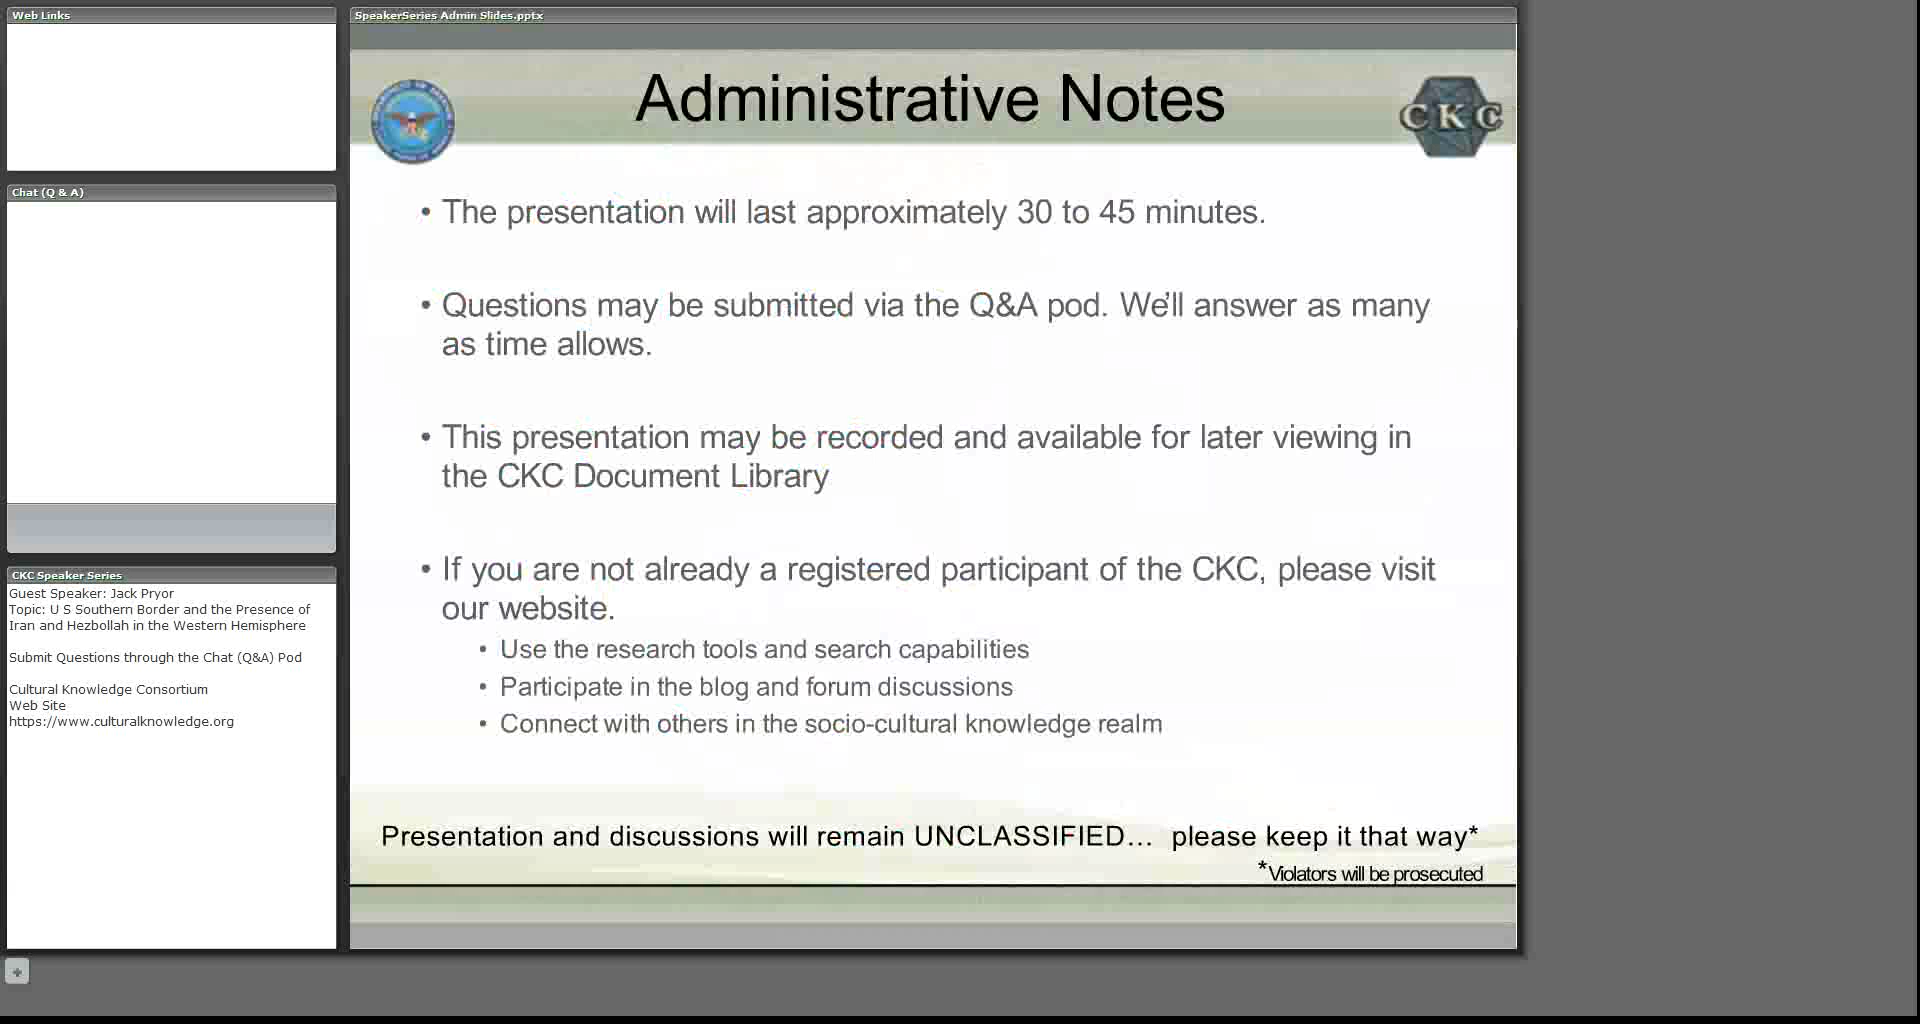 Web Links
Chat (Q & A)
CKC Speaker Series
Guest Speaker: Jack Pryor
Topic: U S Southern Border and the Presence of
Iran and Hezbollah in the Western Hemisphere
Submit Questions through the Chat (Q&A) Pod
Cultural Knowledge Consortium
Web Site
https://www.culturalknowledge.org
SpeakerSeries Admin Slides.pptx
Administrative Notes
CKC
• The presentation will last approximately 30 to 45 minutes.
• Questions may be submitted via the Q&A pod. We'll answer as many
as time allows.
• This presentation may be recorded and available for later viewing in
the CKC Document Library
• If you are not already a registered participant of the CKC, please visit
our website.
• Use the research tools and search capabilities
• Participate in the blog and forum discussions
• Connect with others in the socio-cultural knowledge realm
Presentation and discussions will remain UNCLASSIFIED... please keep it that way*
*Violators will be prosecuted